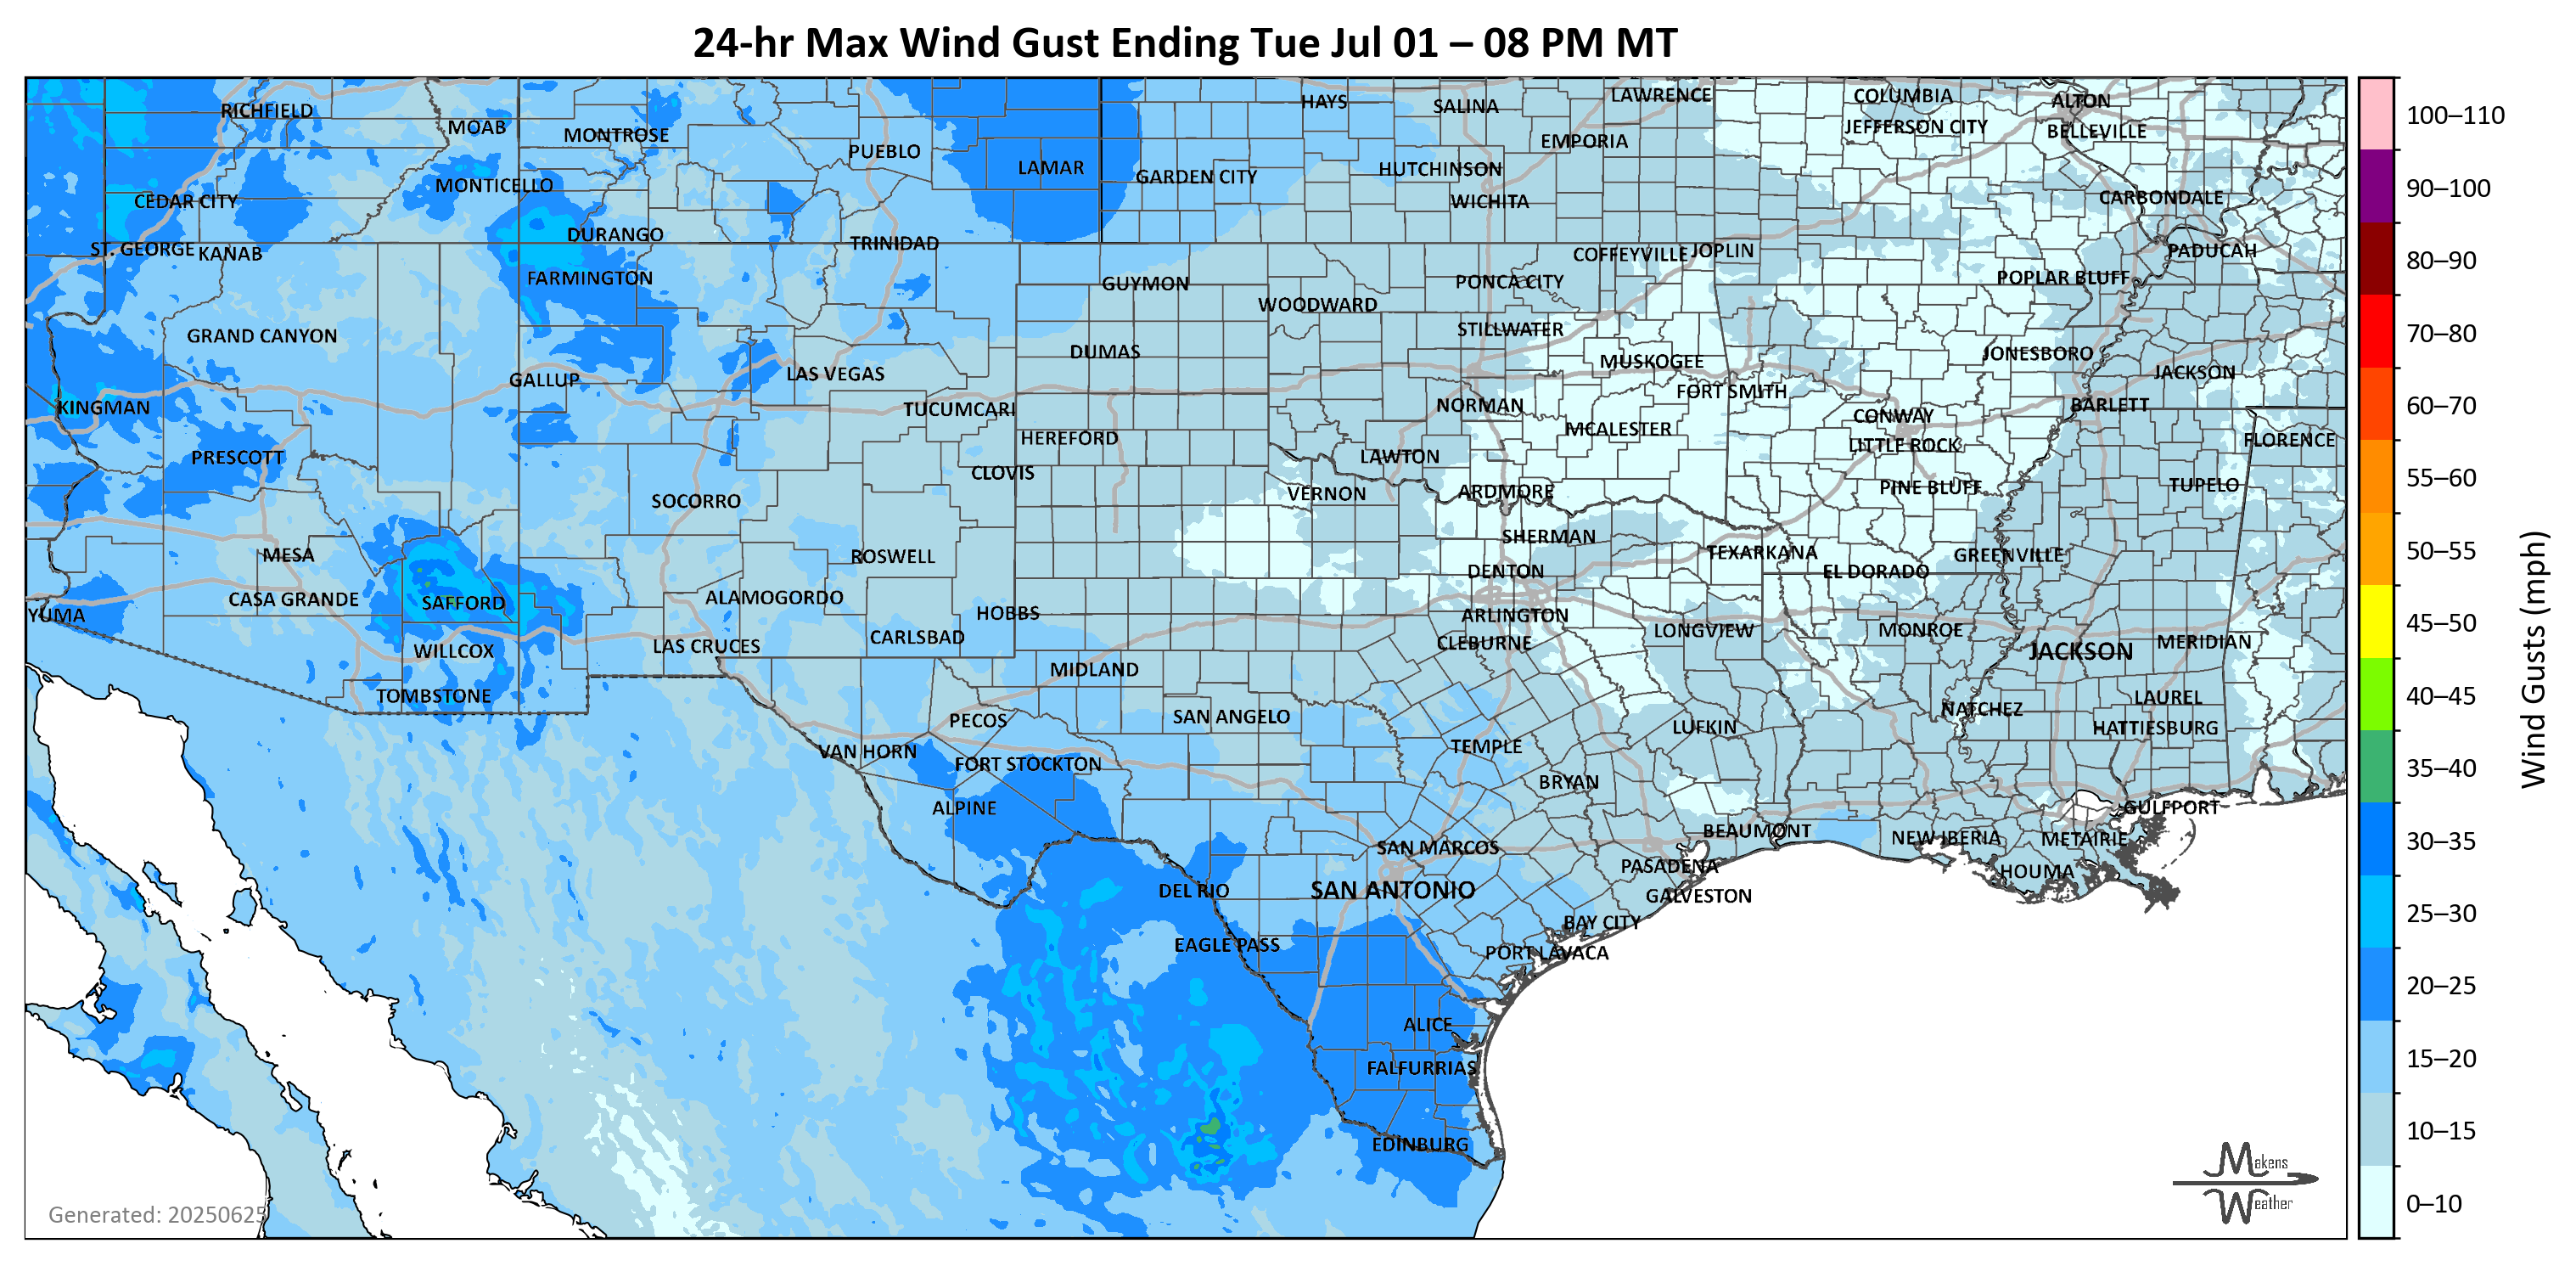 24-hr Max Wind Gust Ending Tue Jul 01 – 08 PM MT
RICHFIELD
MOAB
MONTROSE
PUEBLO
LAMAR
HAYS
SALINA
LAWRENCE
COLUMBIA
ALTON
JEFFERSON CITY
BELLEVILLE
EMPORIA
HUTCHINSON
GARDEN CITY
WICHITA
MONTICELLO
CEDAR CITY
CARBONDALE
DURANGO
TRINIDAD
ST. GEORGE
KANAB
COFFEYVILLE
JOPLIN
PADUCAH
FARMINGTON
GUYMON
PONCA CITY
POPLAR BLUFF
WOODWARD
STILLWATER
GRAND CANYON
DUMAS
MUSKOGEE
JONESBORO
GALLUP
LAS VEGAS
FORT SMITH
JACKSON
KINGMAN
TUCUMCARI
NORMAN
CONWAY
BARLETT
HEREFORD
MCALESTER
LITTLE ROCK
FLORENCE
PRESCOTT
CLOVIS
LAWTON
SOCORRO
VERNON
ARDMORE
PINE BLUFF
TUPELO
MESA
ROSWELL
SHERMAN
TEXARKANA
GREENVILLE
DENTON
EL DORADO
CASA GRANDE
SAFFORD
ALAMOGORDO
HOBBS
ARLINGTON
YUMA
CARLSBAD
CLEBURNE
LONGVIEW
MONROE
MERIDIAN
WILLCOX
LAS CRUCES
JACKSON
MIDLAND
TOMBSTONE
LAUREL
PECOS
SAN ANGELO
LUFKIN
NATCHEZ
HATTIESBURG
VAN HORN
FORT STOCKTON
TEMPLE
BRYAN
ALPINE
GULFPORT
BEAUMONT
NEW IBERIA
METAIRIE
SAN MARCOS
PASADENA
HOUMA
DEL RIO
SAN ANTONIO
GALVESTON
BAY CITY
EAGLE PASS
PORT LAVACA
ALICE
FALFURRIAS
EDINBURG
Generated: 20250625
Makens
Weather
100–110
90–100
80–90
70–80
60–70
55–60
50–55
45–50
40–45
35–40
30–35
25–30
20–25
15–20
10–15
0–10
Wind Gusts (mph)